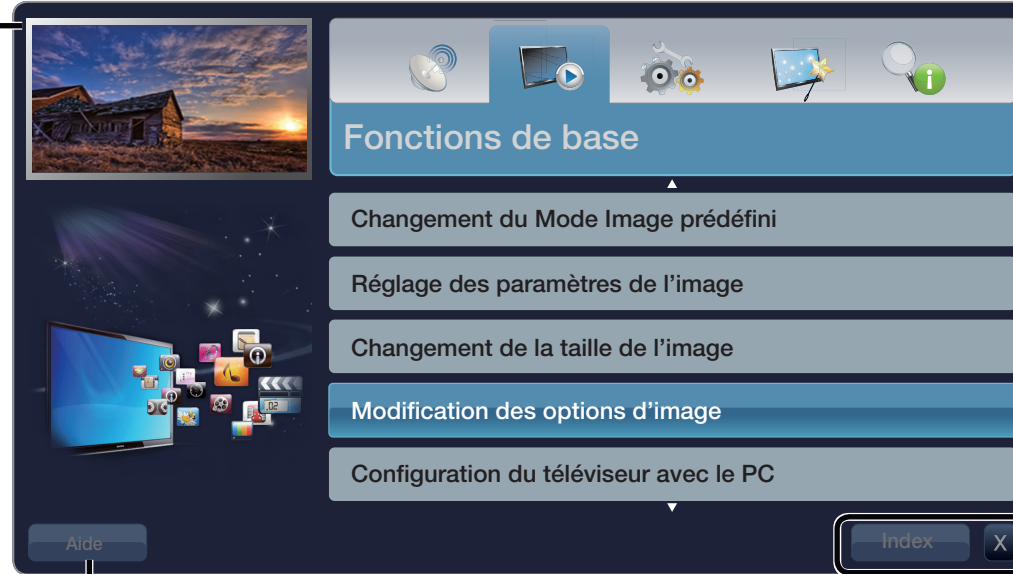 Fonctions de base
Changement du Mode Image prédéfini
Réglage des paramètres de l’image
Changement de la taille de l’image
Modification des options d’image
Configuration du téléviseur avec le PC
Aide
Index
X